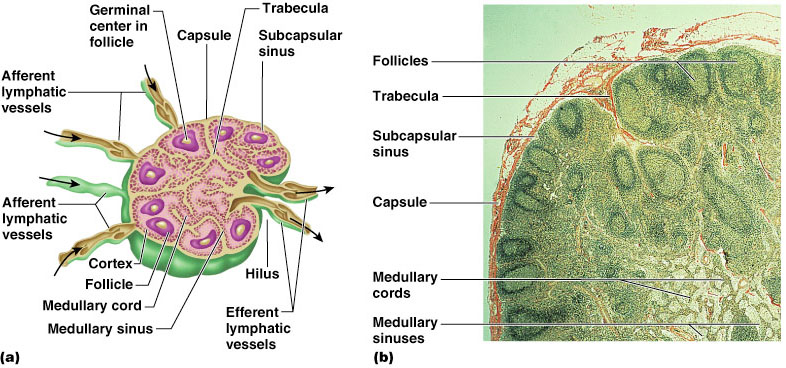 Germinal
center in
follicle
Capsule
Trabecula
Subcapsular
sinus
Afferent
lymphatic
vessels
Afferent
lymphatic
vessels
Cortex
Follicle
Medullary cord
Medullary sinus
Hilus
Efferent
lymphatic
vessels
(a)
Follicles
Trabecula
Subcapsular
sinus
Capsule
Medullary
cords
Medullary
sinuses
(b)